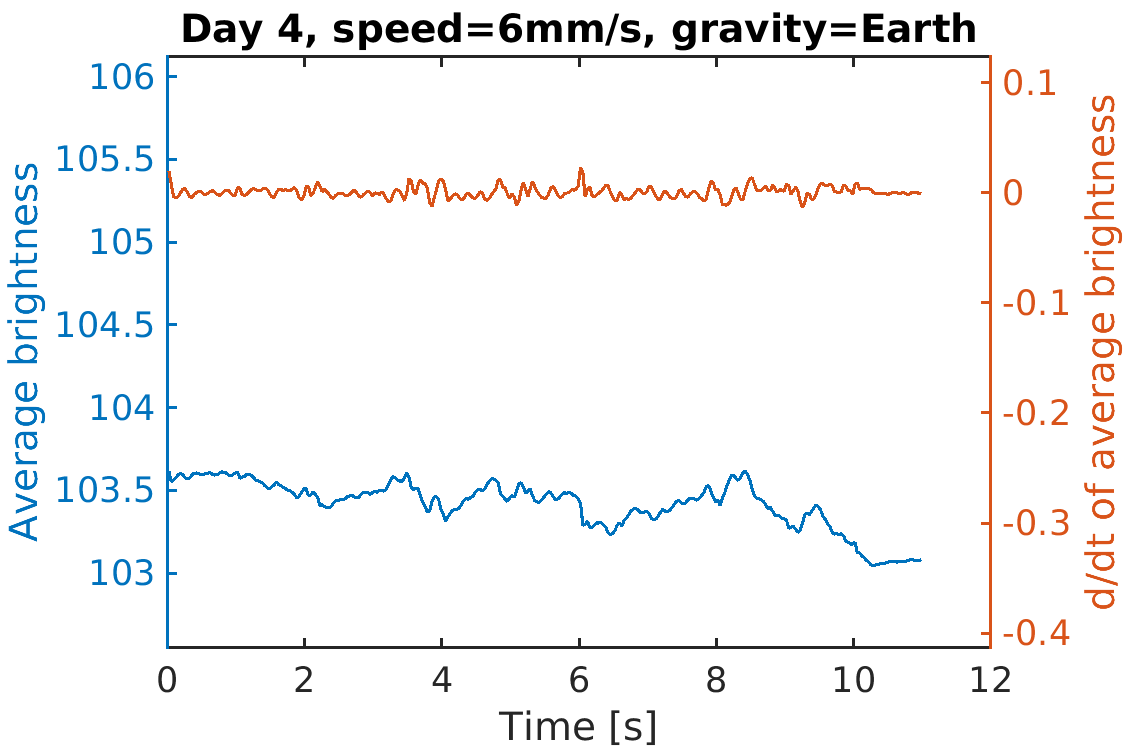 Day 4, speed=6mm/s, gravity=Earth
Average brightness
106
105.5
105
104.5
104
103.5
103
0.1
0
-0.1
-0.2
-0.3
-0.4
d/dt of average brightness
0 2 4 6 8 10 12
Time [s]